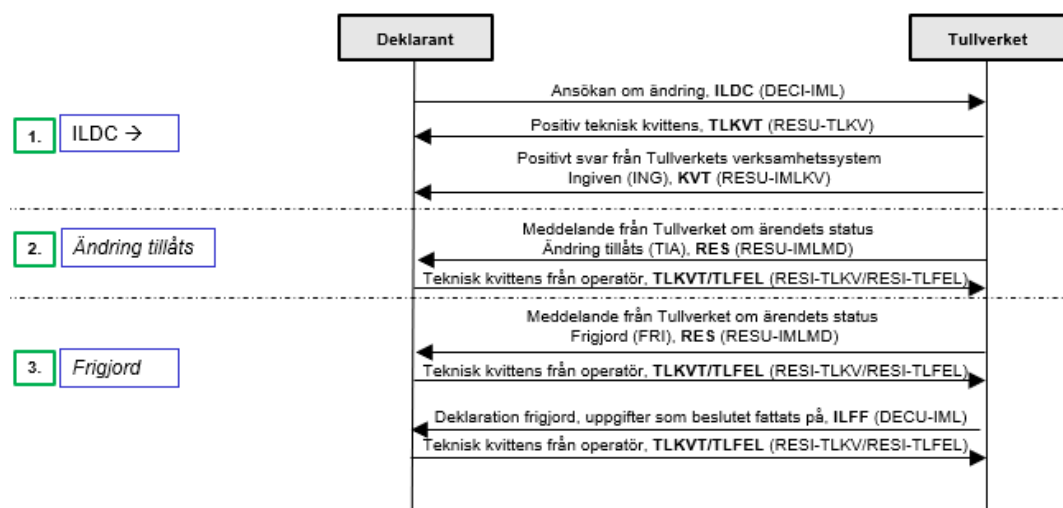 Deklarant
Tullverket
Ansökan om ändring, ILDC (DECI-IML)
1.
ILDC →
Positiv teknisk kvittens, TLKVT (RESU-TLKV)
Positivt svar från Tullverkets verksamhetssystem
Ingiven (ING), KVT (RESU-IMLKV)
2.
Ändring tillåts
Meddelande från Tullverket om ärendets status
Ändring tillåts (TIA), RES (RESU-IMLMD)
Teknisk kvittens från operatör, TLKVT/TLFEL (RESI-TLKV/RESI-TLFEL)
Meddelande från Tullverket om ärendets status
Frigjord (FRI), RES (RESU-IMLMD)
3.
Frigjord
Teknisk kvittens från operatör, TLKVT/TLFEL (RESI-TLKV/RESI-TLFEL)
Deklaration frigjord, uppgifter som beslutet fattats på, ILFF (DECU-IML)
Teknisk kvittens från operatör, TLKVT/TLFEL (RESI-TLKV/RESI-TLFEL)